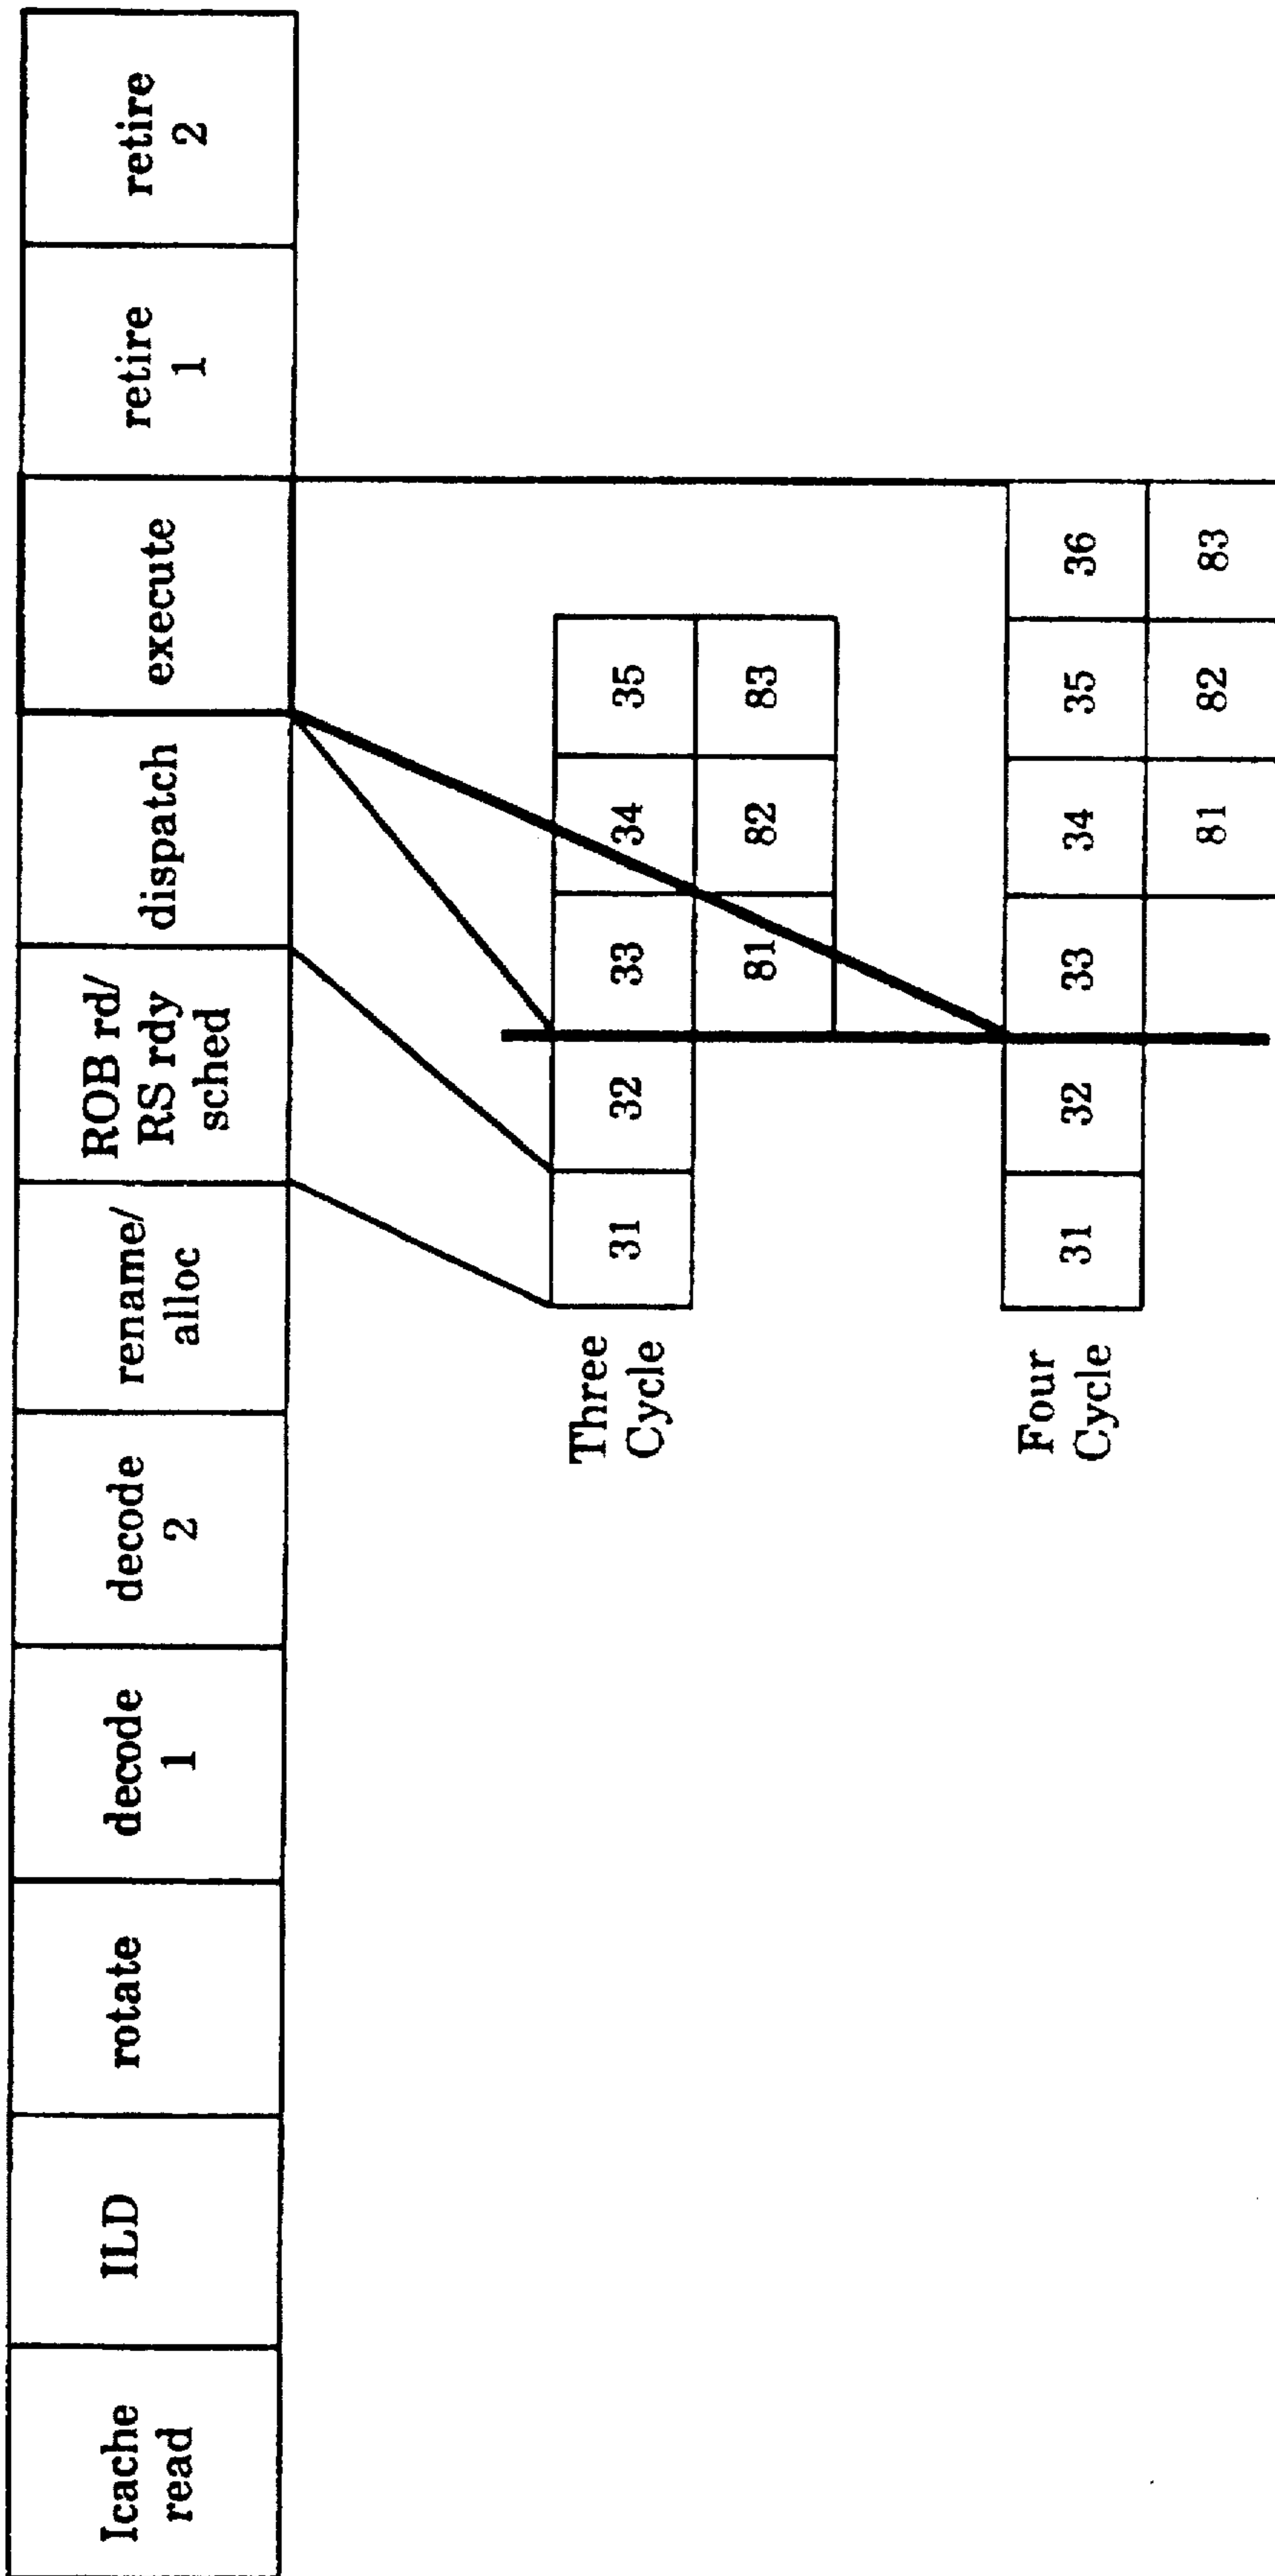 Icache
read
ILD
rotate
decode
1
decode
2
rename/
alloc
ROB rd/
RS rdy
sched
dispatch
execute
retire
1
retire
2
Three
Cycle
31
32
33
34
35
81
82
83
Four
Cycle
31
32
33
34
35
36
81
82
83